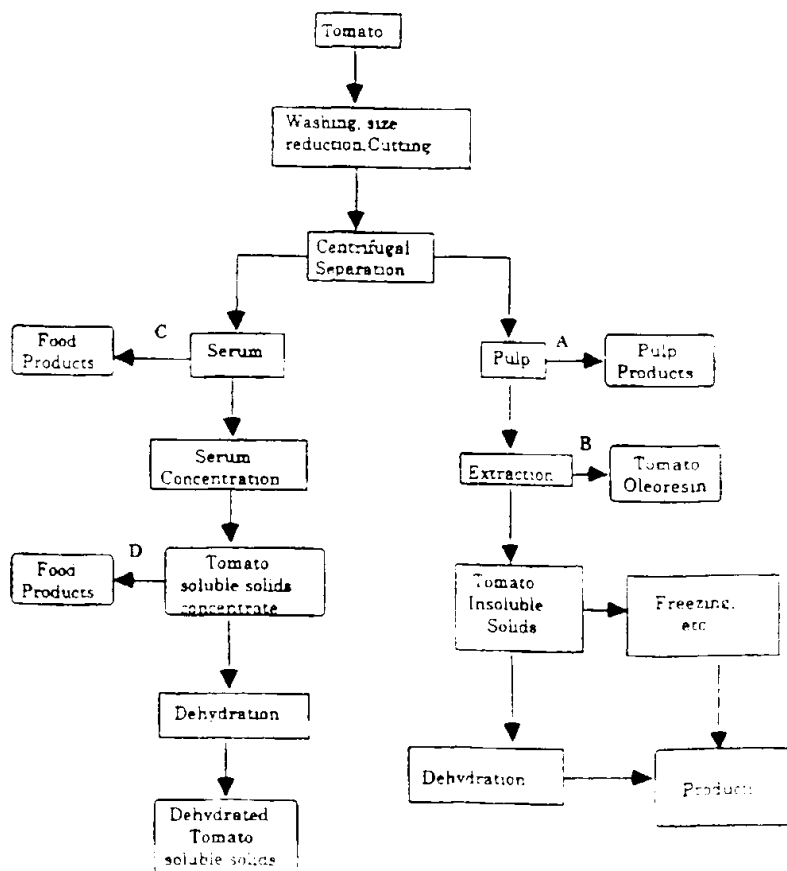 Tomato
Washing, size
reduction, Cutting
Centrifugal
Separation
C
Food
Products
Serum
Pulp
A
Pulp
Products
Serum
Concentration
Extraction
B
Tomato
Oleoresin
D
Food
Products
Tomato
soluble solids
concentrate
Tomato
Insoluble
Solids
Freezing,
etc
Dehydration
Dehydration
Product
Dehydrated
Tomato
soluble solids